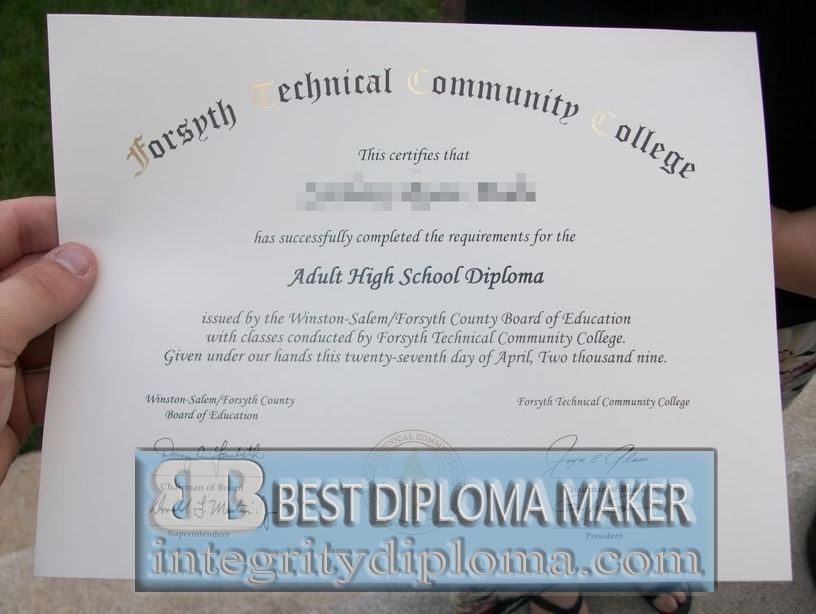 Forsyth Technical Community College
This certifies that
has successfully completed the requirements for the
Adult High School Diploma
issued by the Winston-Salem/Forsyth County Board of Education
with classes conducted by Forsyth Technical Community College.
Given under our hands this twenty-seventh day of April, Two thousand nine.
Winston-Salem/Forsyth County
Board of Education
Forsyth Technical Community College
Chairman of Board
Superintendent
President
BB BEST DIPLOMA MAKER
integritydiploma.com